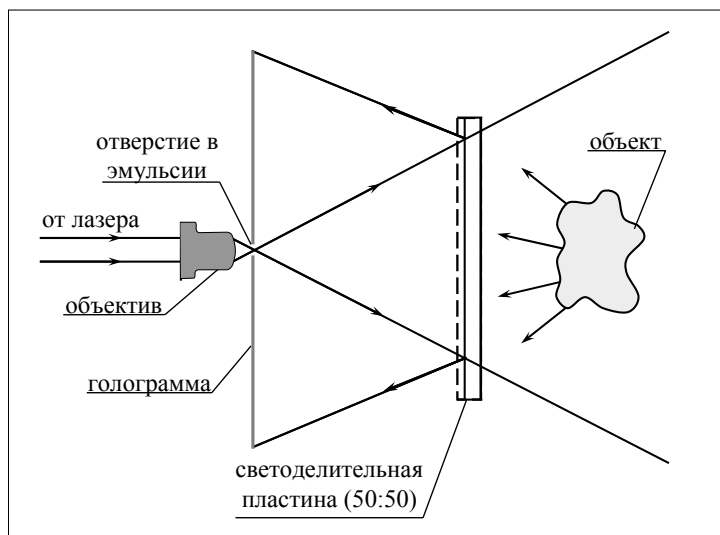 отверстие в
эмульсии
объект
от лазера
объектив
голограмма
светоделительная
пластина (50:50)